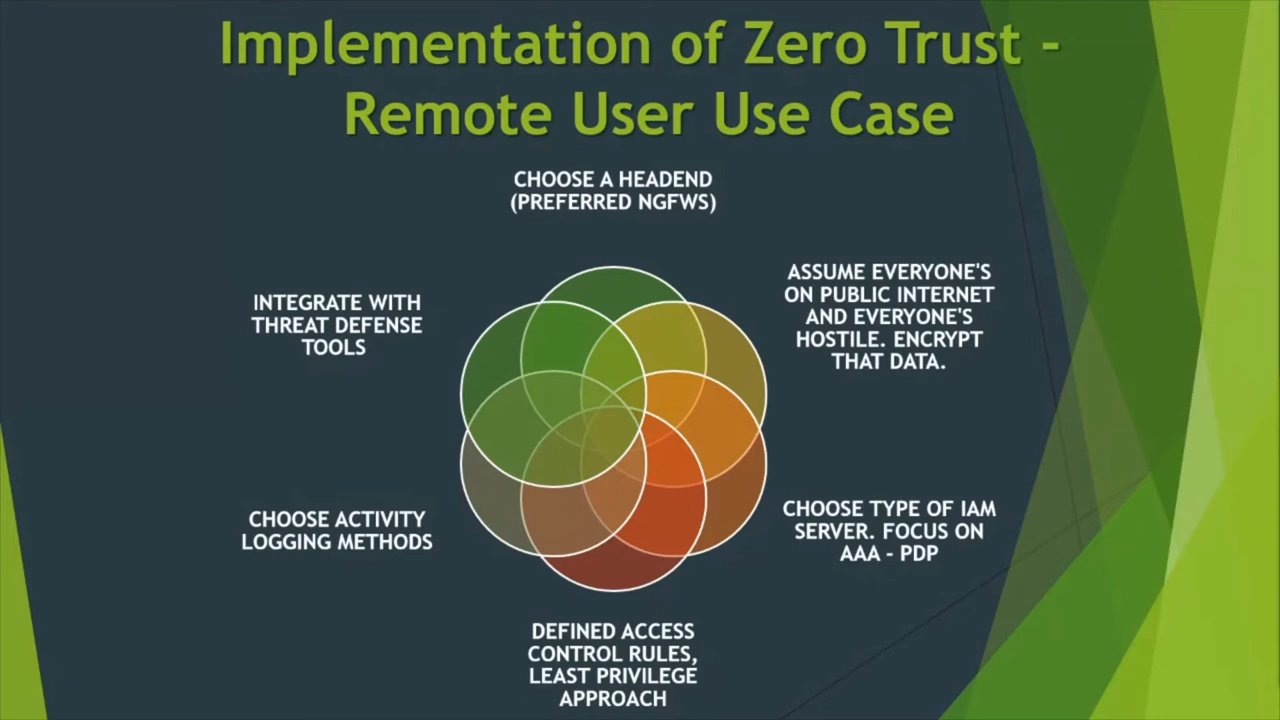 Implementation of Zero Trust -
Remote User Use Case
CHOOSE A HEADEND
(PREFERRED NGFWS)
ASSUME EVERYONE'S
ON PUBLIC INTERNET
AND EVERYONE'S
HOSTILE. ENCRYPT
THAT DATA.
CHOOSE TYPE OF IAM
SERVER. FOCUS ON
AAA - PDP
DEFINED ACCESS
CONTROL RULES,
LEAST PRIVILEGE
APPROACH
CHOOSE ACTIVITY
LOGGING METHODS
INTEGRATE WITH
THREAT DEFENSE
TOOLS